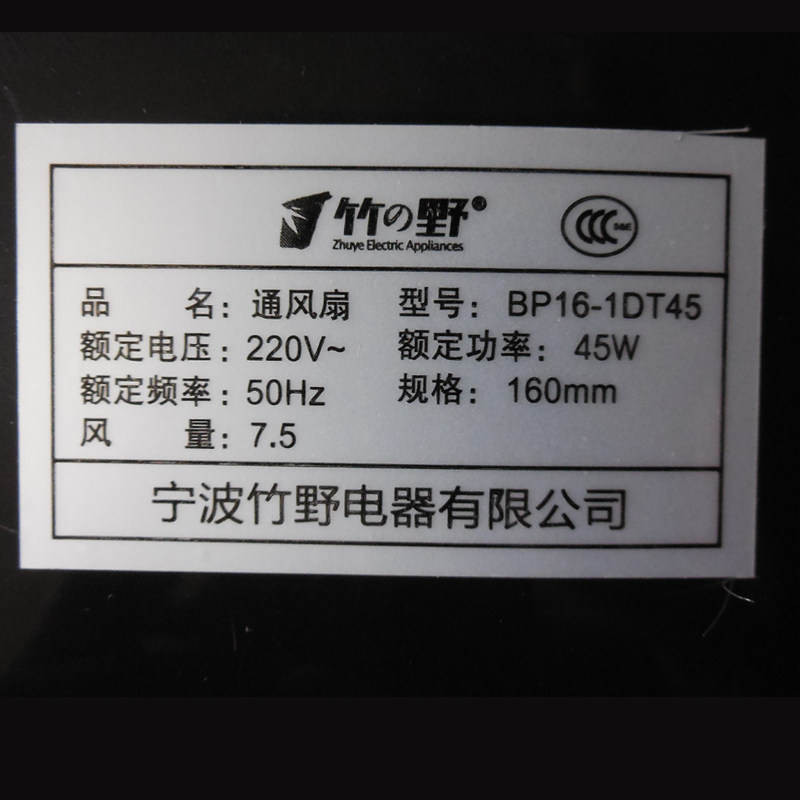 竹の野®
Zhuye Electric Appliances
CCC S&E
品 名: 通风扇 型号: BP16-1DT45
额定电压: 220V~ 额定功率: 45W
额定频率: 50Hz 规格: 160mm
风 量: 7.5
宁波竹野电器有限公司